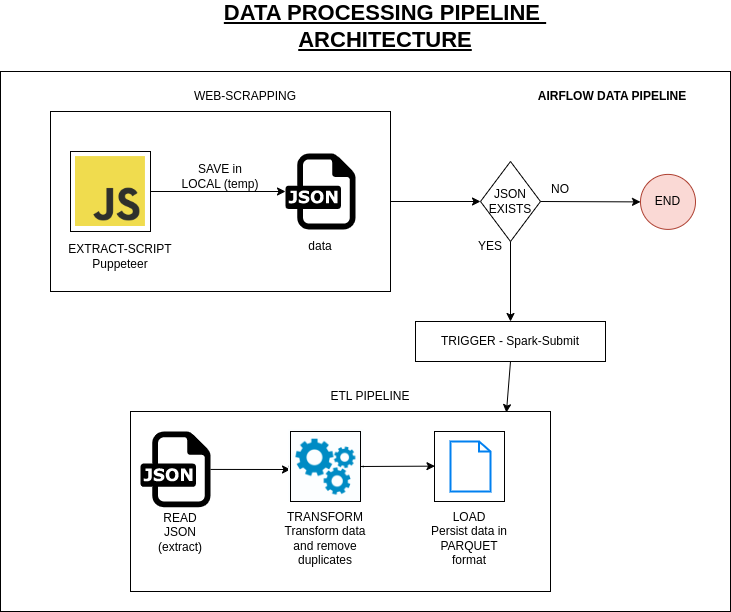 DATA PROCESSING PIPELINE
ARCHITECTURE
WEB-SCRAPPING
AIRFLOW DATA PIPELINE
JS
SAVE in
LOCAL (temp)
JSON
EXTRACT-SCRIPT
Puppeteer
data
JSON
EXISTS
NO
END
YES
TRIGGER - Spark-Submit
ETL PIPELINE
JSON
READ
JSON
(extract)
TRANSFORM
Transform data
and remove
duplicates
LOAD
Persist data in
PARQUET
format